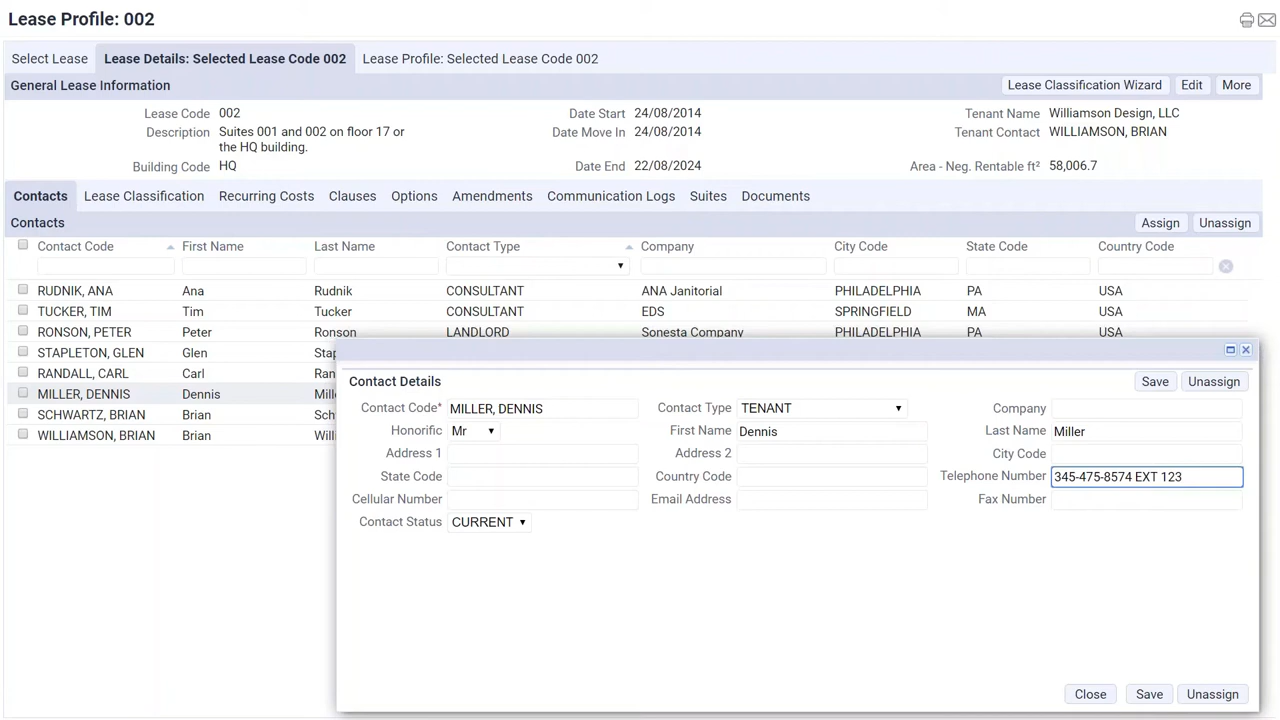 Lease Profile: 002
Select Lease Lease Details: Selected Lease Code 002 Lease Profile: Selected Lease Code 002
General Lease Information Lease Classification Wizard Edit More
Lease Code 002 Date Start 24/08/2014 Tenant Name Williamson Design, LLC
Description Suites 001 and 002 on floor 17 or Date Move In 24/08/2014 Tenant Contact WILLIAMSON, BRIAN
the HQ building.
Building Code HQ Date End 22/08/2024 Area - Neg. Rentable ft² 58,006.7
Contacts Lease Classification Recurring Costs Clauses Options Amendments Communication Logs Suites Documents
Contacts Assign Unassign
Contact Code First Name Last Name Contact Type Company City Code State Code Country Code
RUDNIK, ANA Ana Rudnik CONSULTANT ANA Janitorial PHILADELPHIA PA USA
TUCKER, TIM Tim Tucker CONSULTANT EDS SPRINGFIELD MA USA
RONSON, PETER Peter Ronson LANDLORD Sonesta Company PHILADELPHIA PA USA
STAPLETON, GLEN Glen Stap
RANDALL, CARL Carl Ran
MILLER, DENNIS Dennis Mill
SCHWARTZ, BRIAN Brian Sch
WILLIAMSON, BRIAN Brian Will
Contact Details Save Unassign
Contact Code* MILLER, DENNIS Contact Type TENANT Company
Honorific Mr First Name Dennis Last Name Miller
Address 1 Address 2 City Code
State Code Country Code Telephone Number 345-475-8574 EXT 123
Cellular Number Email Address Fax Number
Contact Status CURRENT
Close Save Unassign